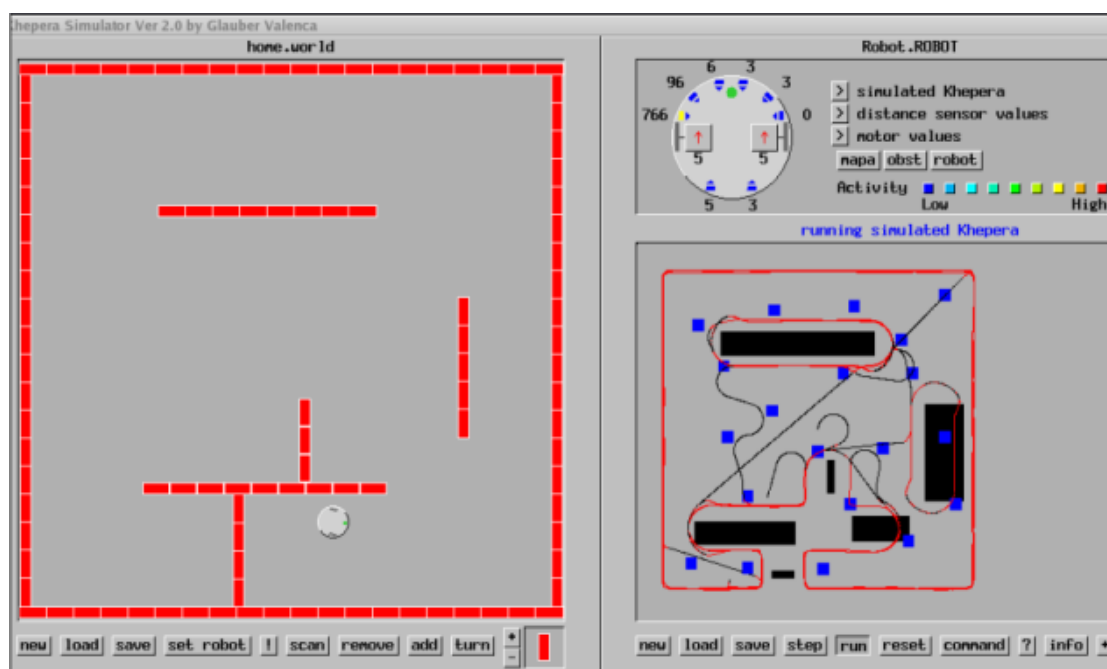 Khepera Simulator Ver 2.0 by Glauber Valenca
home.world
Robot.ROBOT
6 3
96 3
766 0
5 5
5 3
> simulated Khepera
> distance sensor values
> motor values
mapa obst robot
Activity
Low High
running simulated Khepera
new load save set robot ! scan remove add turn + -
new load save step run reset command ? info +